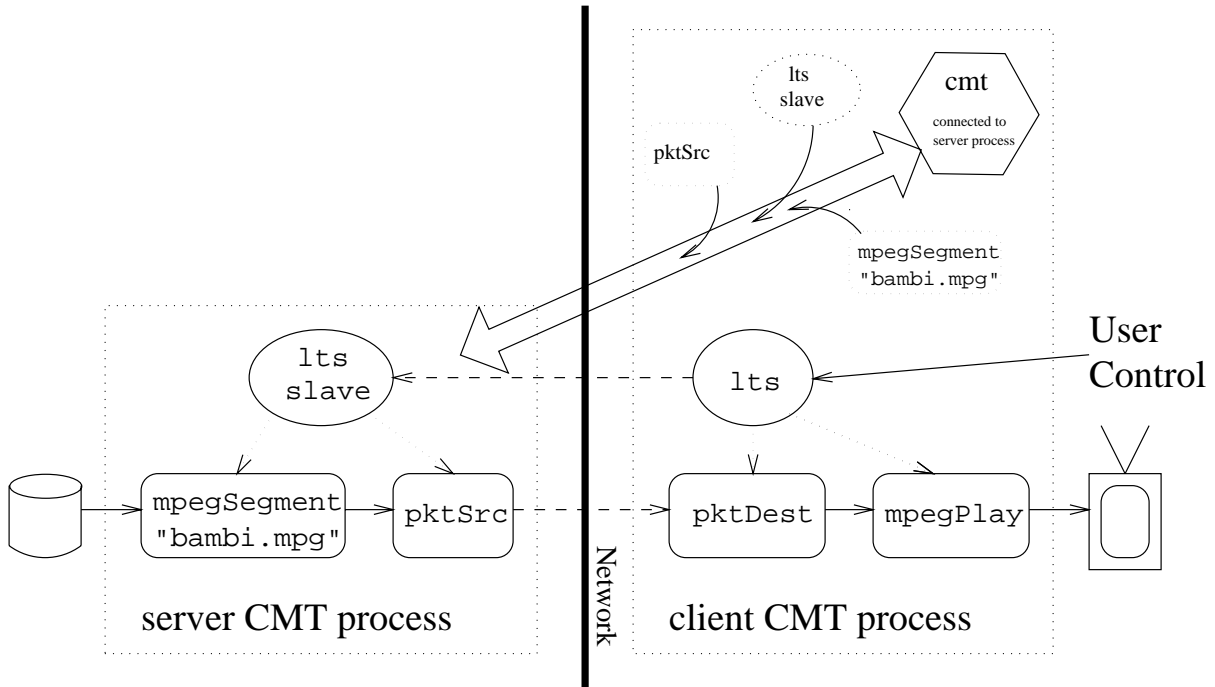 lts
slave
cmt
connected to
server process
pktSrc
mpegSegment
"bambi.mpg"
User
Control
lts
slave
lts
mpegSegment
"bambi.mpg"
pktSrc
pktDest
mpegPlay
Network
server CMT process
client CMT process